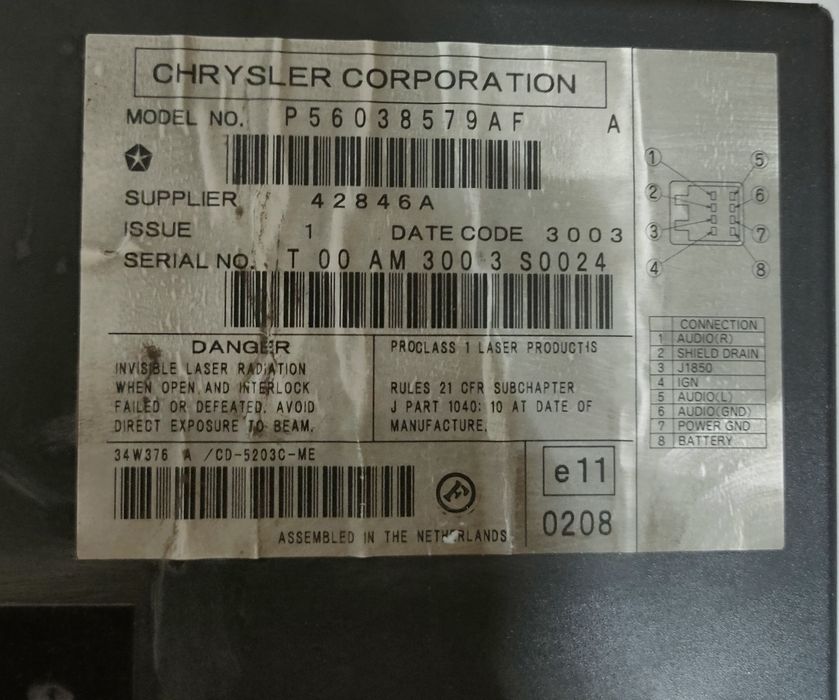 CHRYSLER CORPORATION
MODEL NO. P56038579AF A
SUPPLIER 42846A
ISSUE 1 DATE CODE 3003
SERIAL NO. T 00 AM 300 3 S0024
DANGER
INVISIBLE LASER RADIATION
WHEN OPEN AND INTERLOCK
FAILED OR DEFEATED. AVOID
DIRECT EXPOSURE TO BEAM.
PROCLASS 1 LASER PRODUCTIS
RULES 21 CFR SUBCHAPTER
J PART 1040: 10 AT DATE OF
MANUFACTURE.
34W376 A /CD-5203C-ME
ASSEMBLED IN THE NETHERLANDS
e11
0208
1 5
2 6
3 7
4 8
CONNECTION
1 AUDIO(R)
2 SHIELD DRAIN
3 J1850
4 IGN
5 AUDIO(L)
6 AUDIO(GND)
7 POWER GND
8 BATTERY